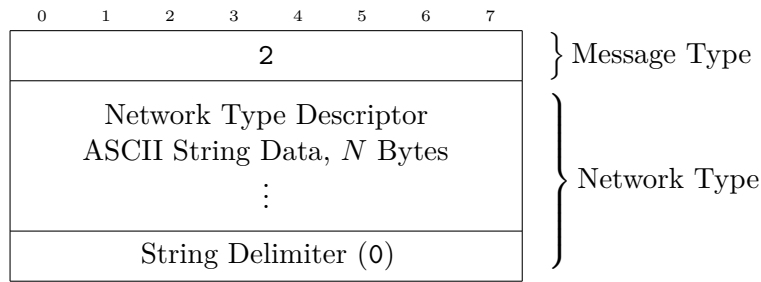 0 1 2 3 4 5 6 7
2
Message Type
Network Type Descriptor
ASCII String Data, N Bytes
⋮
Network Type
String Delimiter (0)